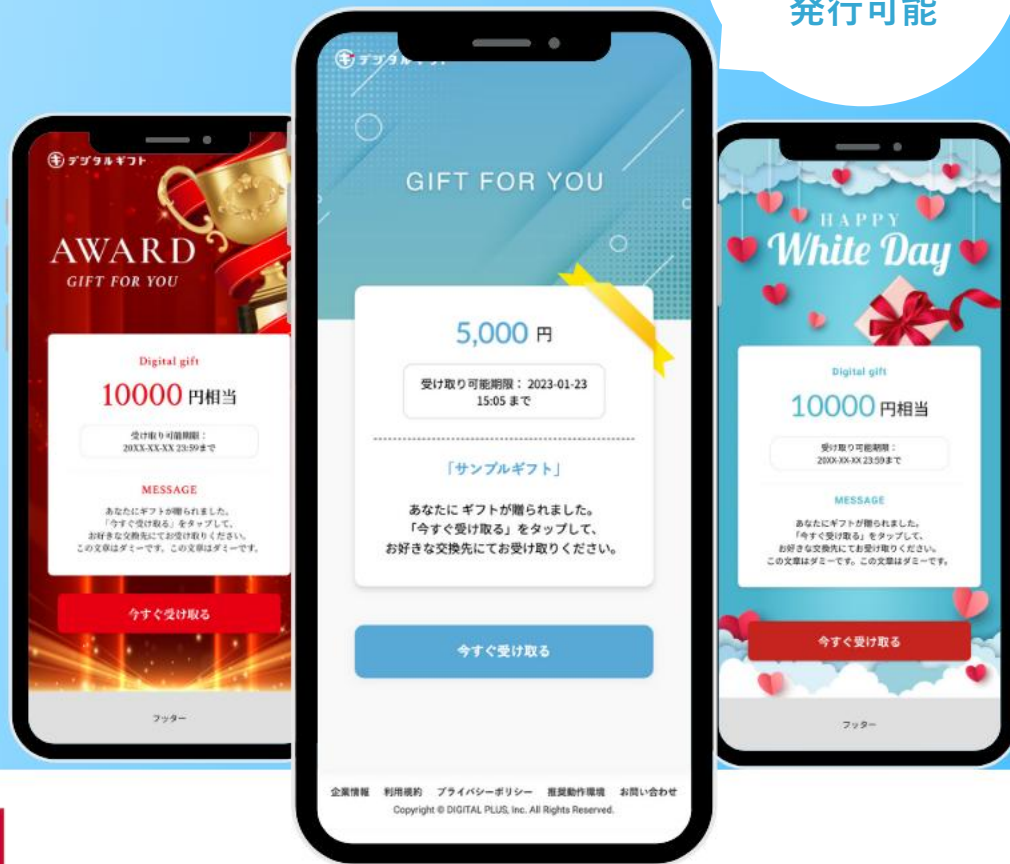 発行可能
デジタルギフト
AWARD
GIFT FOR YOU
Digital gift
10000 円相当
受け取り可能期限：
20XX-XX-XX 23:59まで
MESSAGE
あなたにギフトが贈られました。
「今すぐ受け取る」をタップして、
お好きな交換先にてお受け取りください。
この文章はダミーです。この文章はダミーです。
今すぐ受け取る
フッター
デジタルギフト
GIFT FOR YOU
5,000 円
受け取り可能期限： 2023-01-23
15:05 まで
「サンプルギフト」
あなたに ギフトが贈られました。
「今すぐ受け取る」をタップして、
お好きな交換先にてお受け取りください。
今すぐ受け取る
企業情報 利用規約 プライバシーポリシー 推奨動作環境 お問い合わせ
Copyright © DIGITAL PLUS, Inc. All Rights Reserved.
HAPPY
White Day
Digital gift
10000 円相当
受け取り可能期限：
20XX-XX-XX 23:59まで
MESSAGE
あなたにギフトが贈られました。
「今すぐ受け取る」をタップして、
お好きな交換先にてお受け取りください。
この文章はダミーです。この文章はダミーです。
今すぐ受け取る
フッター